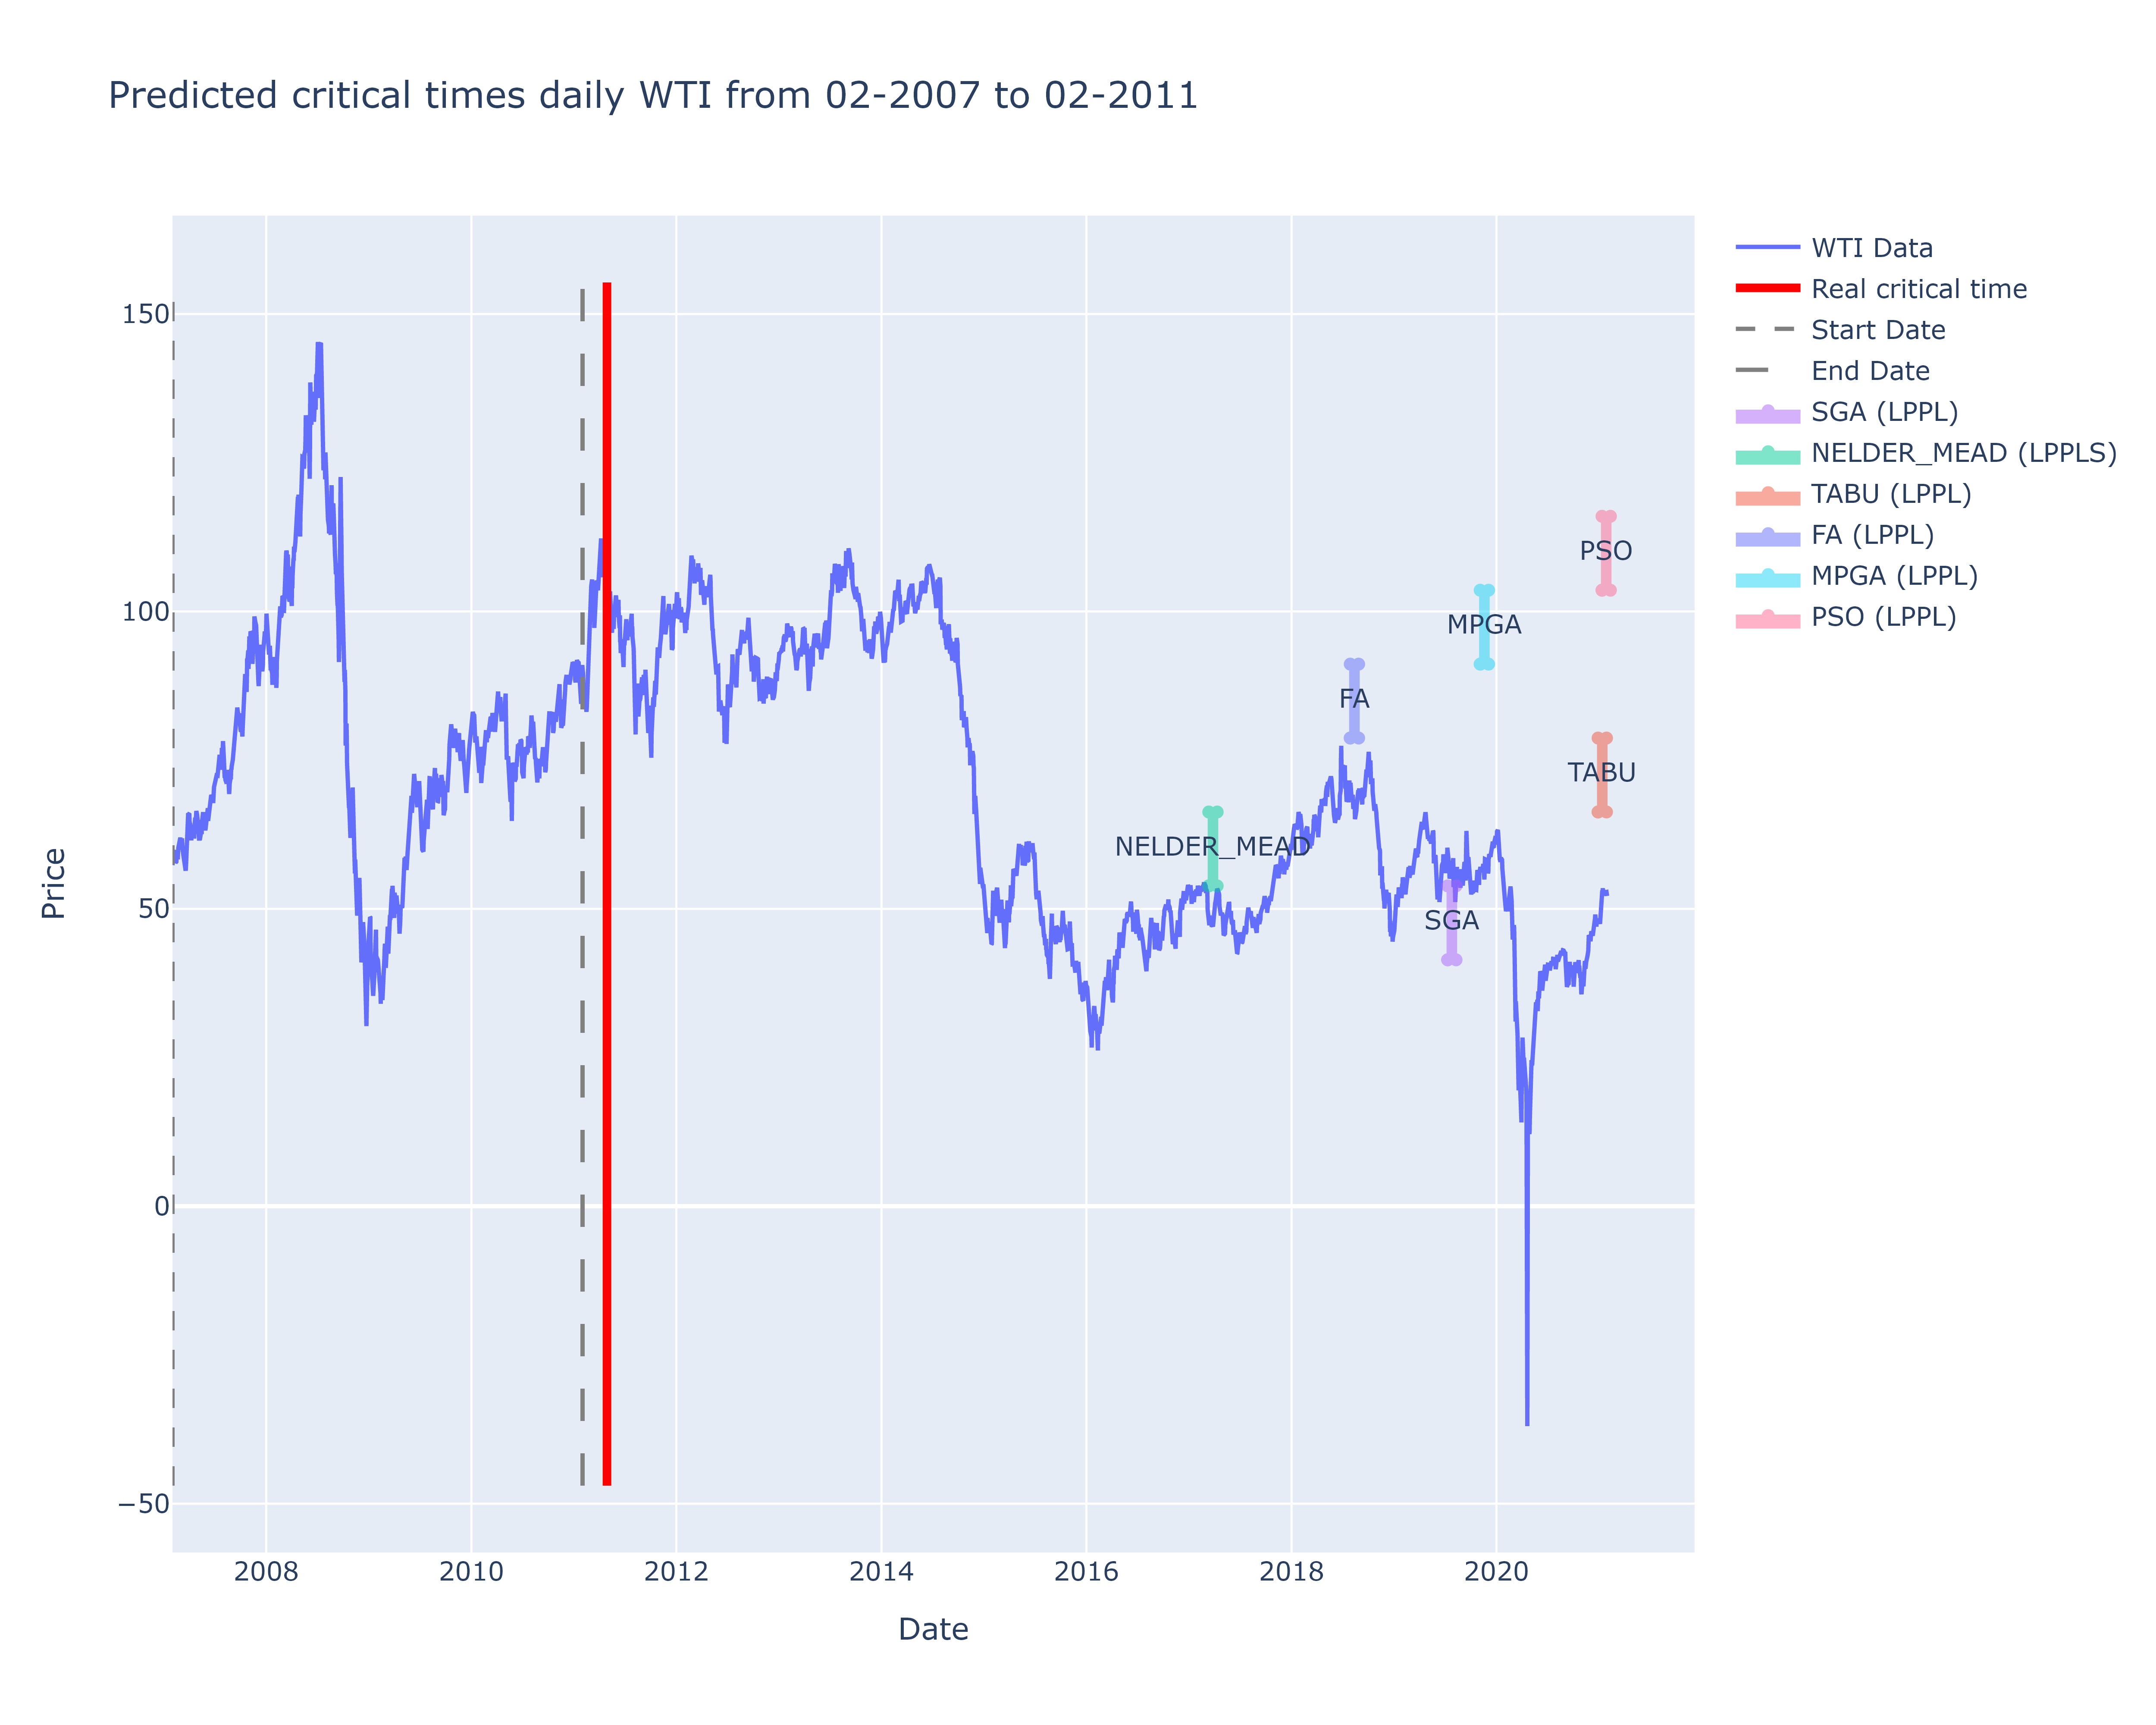 Predicted critical times daily WTI from 02-2007 to 02-2011
WTI Data
Real critical time
Start Date
End Date
SGA (LPPL)
NELDER_MEAD (LPPLS)
TABU (LPPL)
FA (LPPL)
MPGA (LPPL)
PSO (LPPL)
150
100
50
0
−50
Price
PSO
MPGA
FA
TABU
NELDER_MEAD
SGA
2008 2010 2012 2014 2016 2018 2020
Date